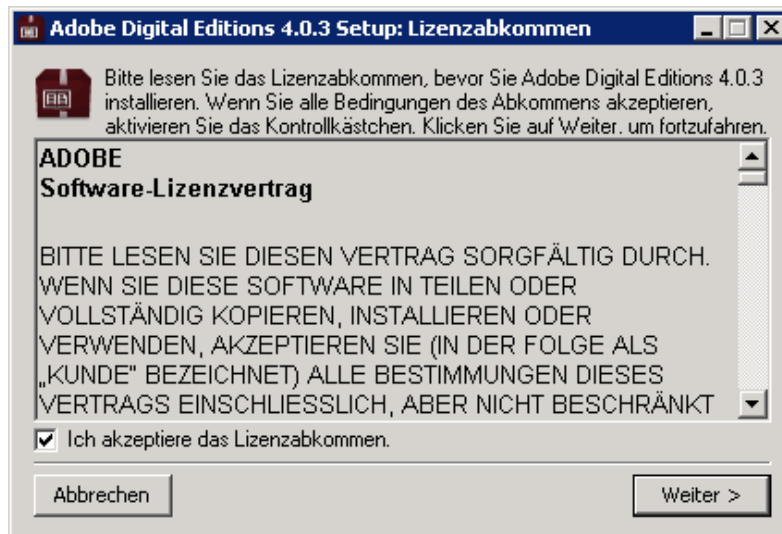 Adobe Digital Editions 4.0.3 Setup: Lizenzabkommen
Bitte lesen Sie das Lizenzabkommen, bevor Sie Adobe Digital Editions 4.0.3
installieren. Wenn Sie alle Bedingungen des Abkommens akzeptieren,
aktivieren Sie das Kontrollkästchen. Klicken Sie auf Weiter, um fortzufahren.
ADOBE
Software-Lizenzvertrag
BITTE LESEN SIE DIESEN VERTRAG SORGFÄLTIG DURCH.
WENN SIE DIESE SOFTWARE IN TEILEN ODER
VOLLSTÄNDIG KOPIEREN, INSTALLIEREN ODER
VERWENDEN, AKZEPTIEREN SIE (IN DER FOLGE ALS
„KUNDE” BEZEICHNET) ALLE BESTIMMUNGEN DIESES
VERTRAGS EINSCHLIESSLICH, ABER NICHT BESCHRÄNKT
Ich akzeptiere das Lizenzabkommen.
Abbrechen
Weiter >